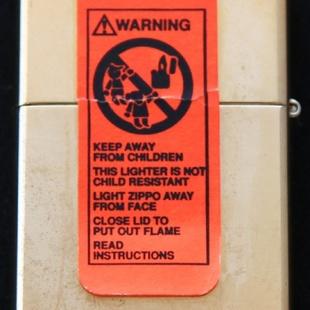 WARNING
KEEP AWAY
FROM CHILDREN
THIS LIGHTER IS NOT
CHILD RESISTANT
LIGHT ZIPPO AWAY
FROM FACE
CLOSE LID TO
PUT OUT FLAME
READ
INSTRUCTIONS